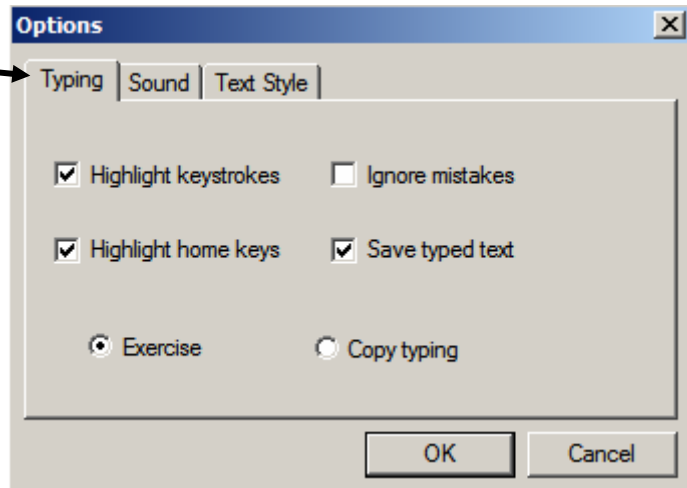 Options
Typing Sound Text Style
Highlight keystrokes Ignore mistakes
Highlight home keys Save typed text
Exercise Copy typing
OK Cancel